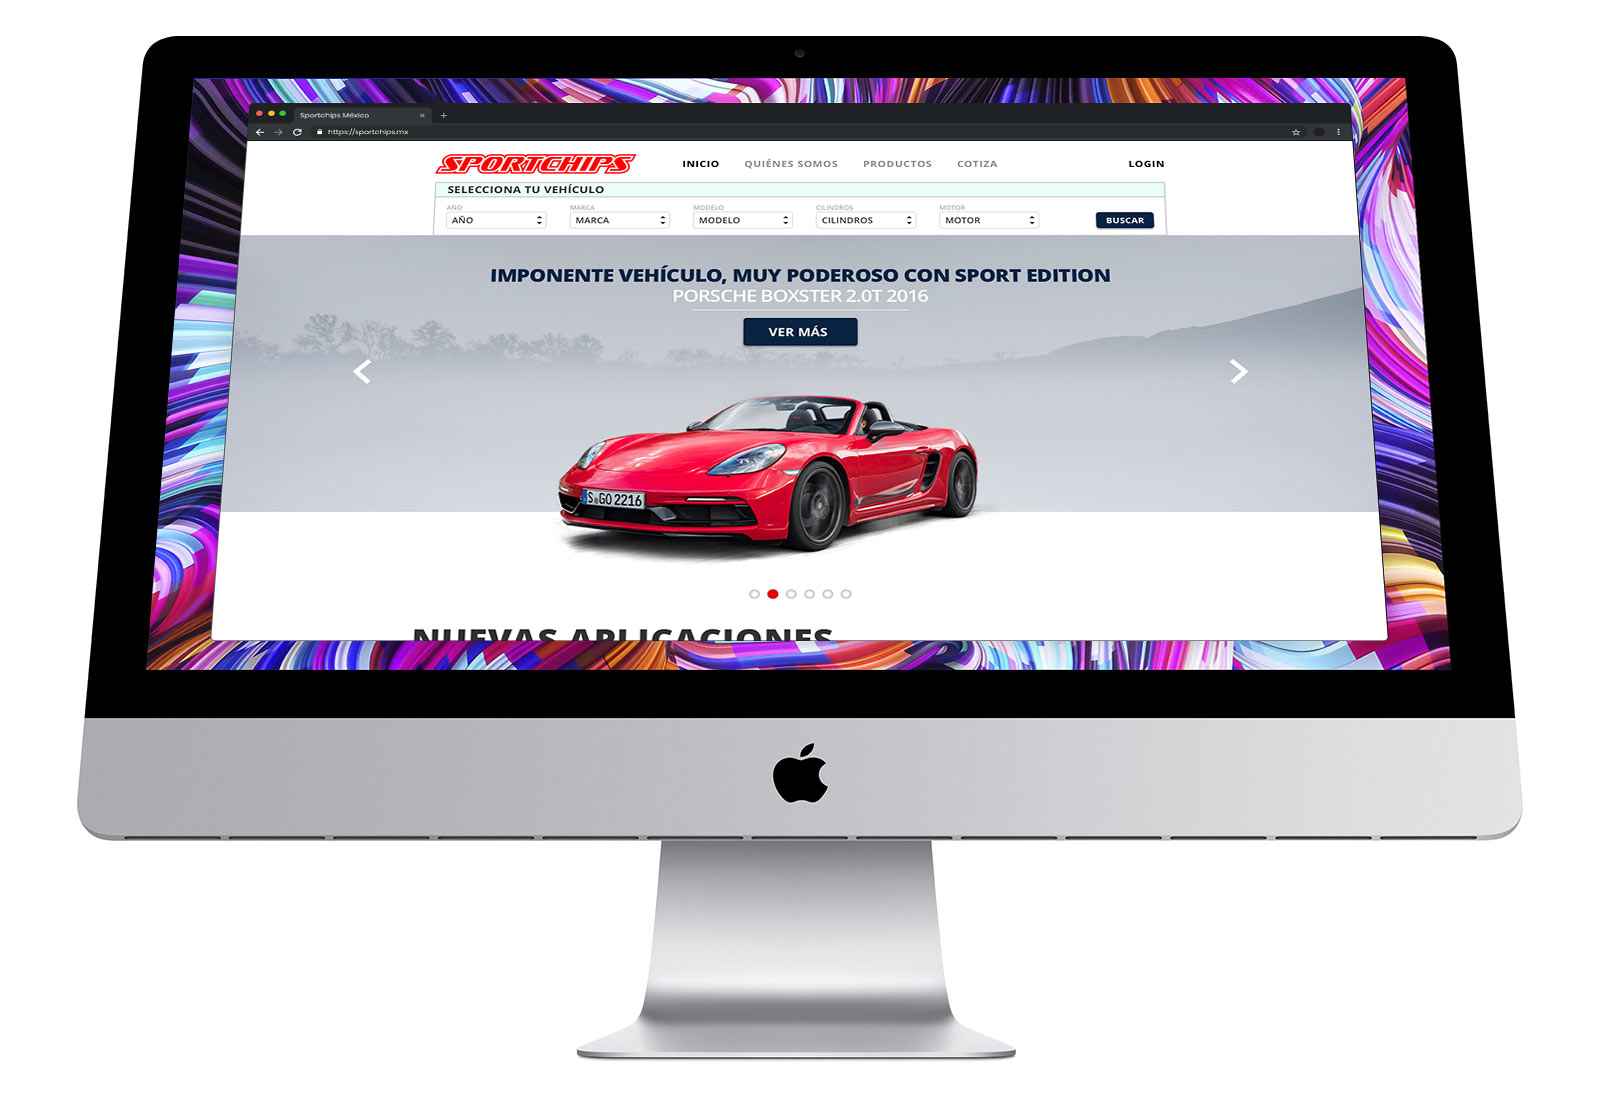 Sportchips México
https://sportchips.mx
SPORTCHIPS
INICIO QUIÉNES SOMOS PRODUCTOS COTIZA LOGIN
SELECCIONA TU VEHÍCULO
AÑO MARCA MODELO CILINDROS MOTOR
AÑO MARCA MODELO CILINDROS MOTOR BUSCAR
IMPONENTE VEHÍCULO, MUY PODEROSO CON SPORT EDITION
PORSCHE BOXSTER 2.0T 2016
VER MÁS
S GO 2216
NUEVAS APLICACIONES